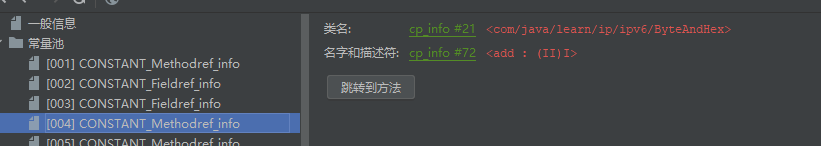 一般信息
常量池
[001] CONSTANT_Methodref_info
[002] CONSTANT_Fieldref_info
[003] CONSTANT_Fieldref_info
[004] CONSTANT_Methodref_info
[005] CONSTANT_Methodref_info
类名: cp_info #21 <com/java/learn/ip/ipv6/ByteAndHex>
名字和描述符: cp_info #72 <add : (II)I>
跳转到方法